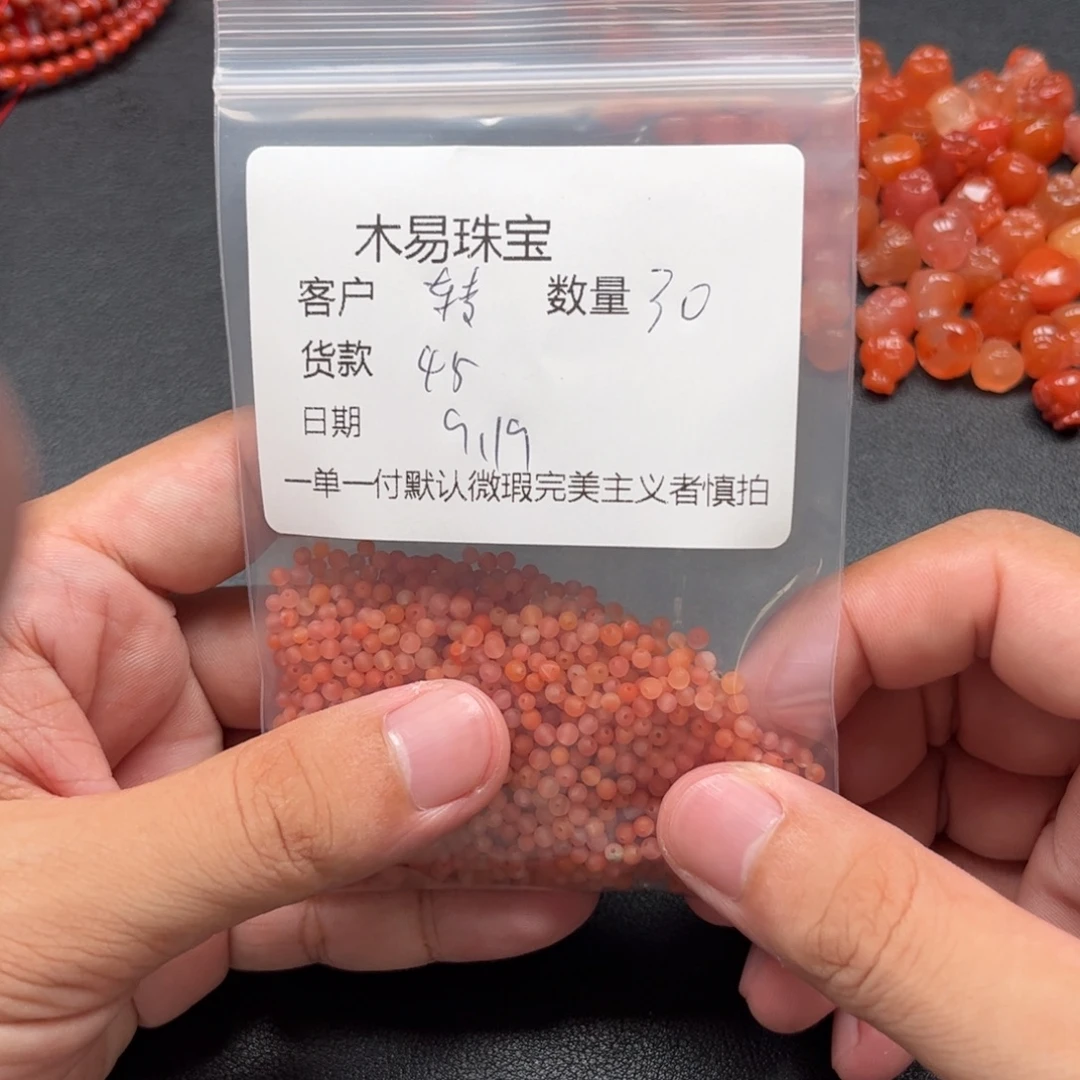 木易珠宝
客户 转 数量 30
货款 45
日期 9.19
一单一付默认微瑕完美主义者慎拍